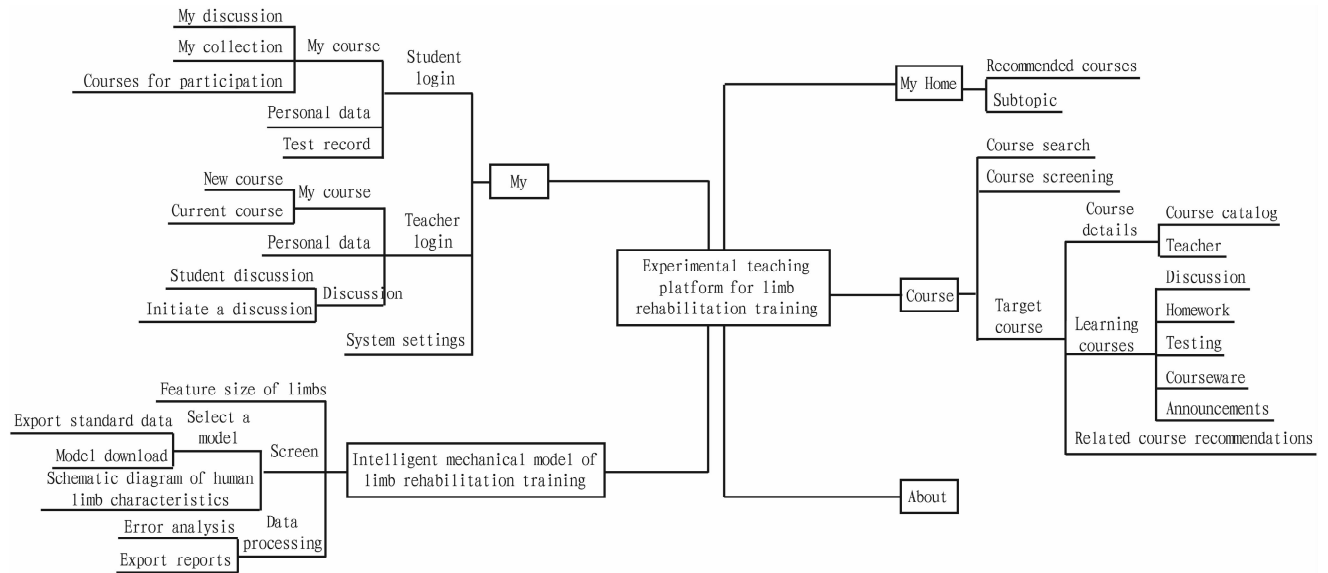 My discussion
My collection
Courses for participation
My course
Student
login
Personal data
Test record
New course
Current course
My course
Teacher
login
Personal data
Student discussion
Initiate a discussion
Discussion
System settings
My
Feature size of limbs
Export standard data
Model download
Select a
model
Schematic diagram of human
limb characteristics
Screen
Error analysis
Export reports
Data
processing
Intelligent mechanical model of
limb rehabilitation training
Experimental teaching
platform for limb
rehabilitation training
My Home
Recommended courses
Subtopic
Course
Course search
Course screening
Target
course
Course
details
Course catalog
Teacher
Learning
courses
Discussion
Homework
Testing
Courseware
Announcements
Related course recommendations
About